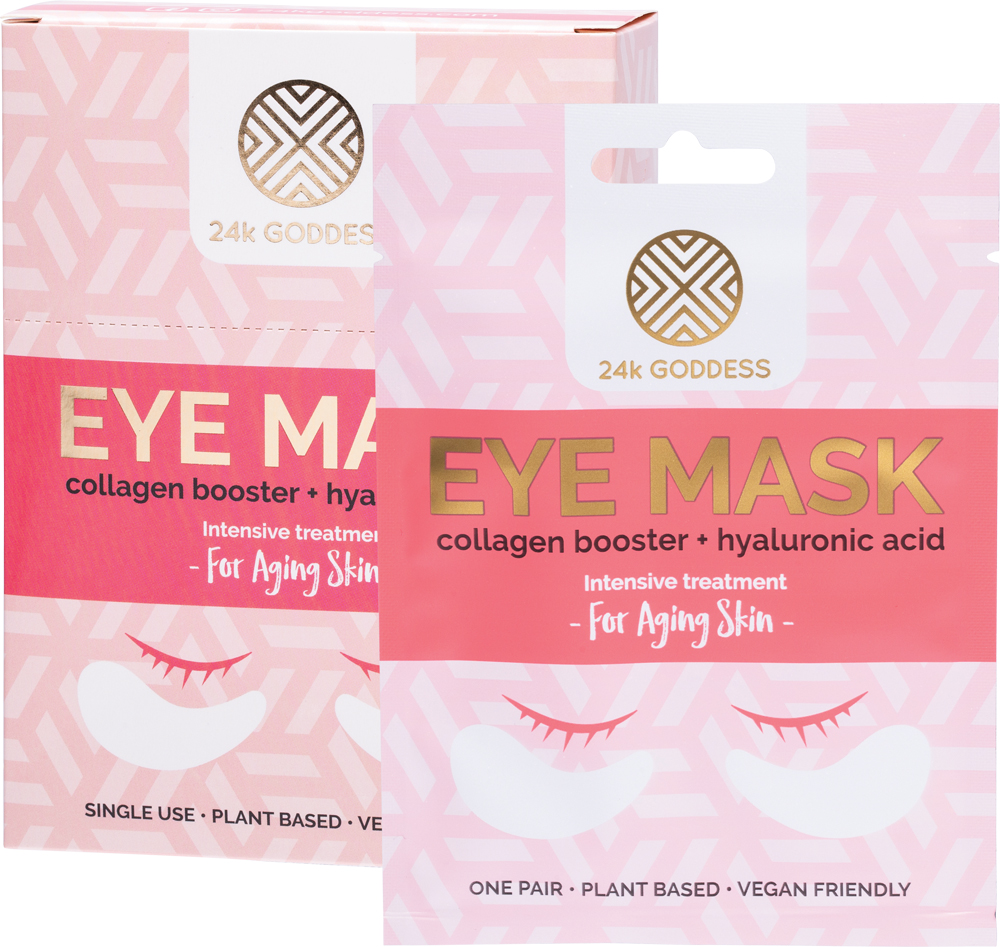 24k GODDES
EYE MA
collagen booster + hya
Intensive treatmen
- For Aging Skin
SINGLE USE · PLANT BASED · VE
24k GODDESS
EYE MASK
collagen booster + hyaluronic acid
Intensive treatment
- For Aging Skin -
ONE PAIR · PLANT BASED · VEGAN FRIENDLY